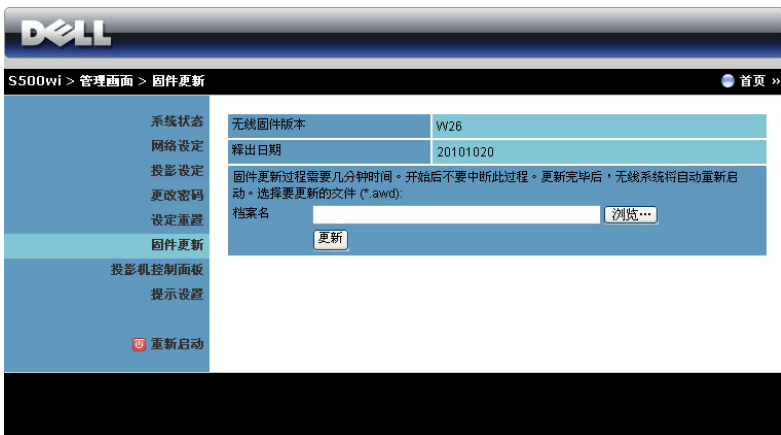 DELL
S500wi > 管理画面 > 固件更新
首页 »
系统状态
网络设定
投影设定
更改密码
设定重置
固件更新
投影机控制面板
提示设置
重新启动
无线固件版本 W26
释出日期 20101020
固件更新过程需要几分钟时间。开始后不要中断此过程。更新完毕后，无线系统将自动重新启
动。选择要更新的文件 (*.awd):
档案名 浏览…
更新